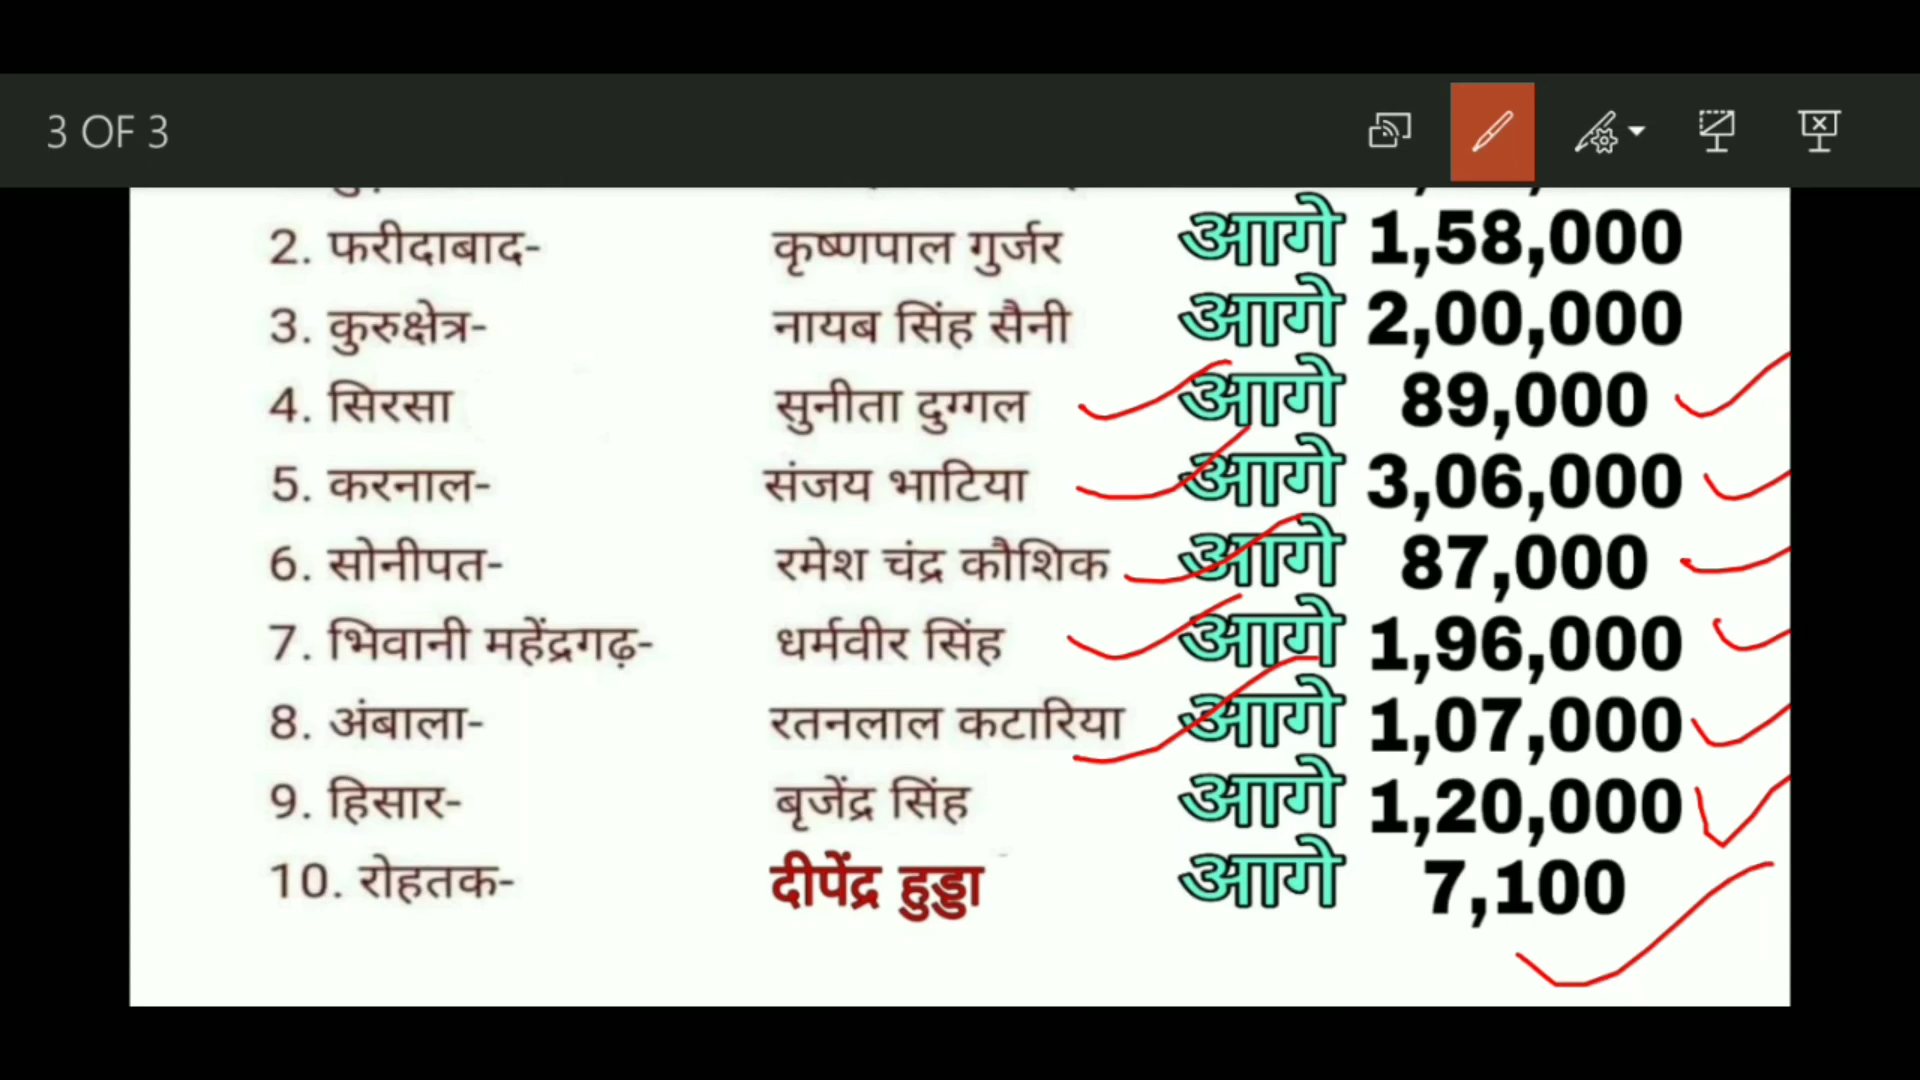 3 OF 3
2. फरीदाबाद- कृष्णपाल गुर्जर आगे 1,58,000
3. कुरुक्षेत्र- नायब सिंह सैनी आगे 2,00,000
4. सिरसा सुनीता दुग्गल आगे 89,000
5. करनाल- संजय भाटिया आगे 3,06,000
6. सोनीपत- रमेश चंद्र कौशिक आगे 87,000
7. भिवानी महेंद्रगढ़- धर्मवीर सिंह आगे 1,96,000
8. अंबाला- रतनलाल कटारिया आगे 1,07,000
9. हिसार- बृजेंद्र सिंह आगे 1,20,000
10. रोहतक- दीपेंद्र हुड्डा आगे 7,100